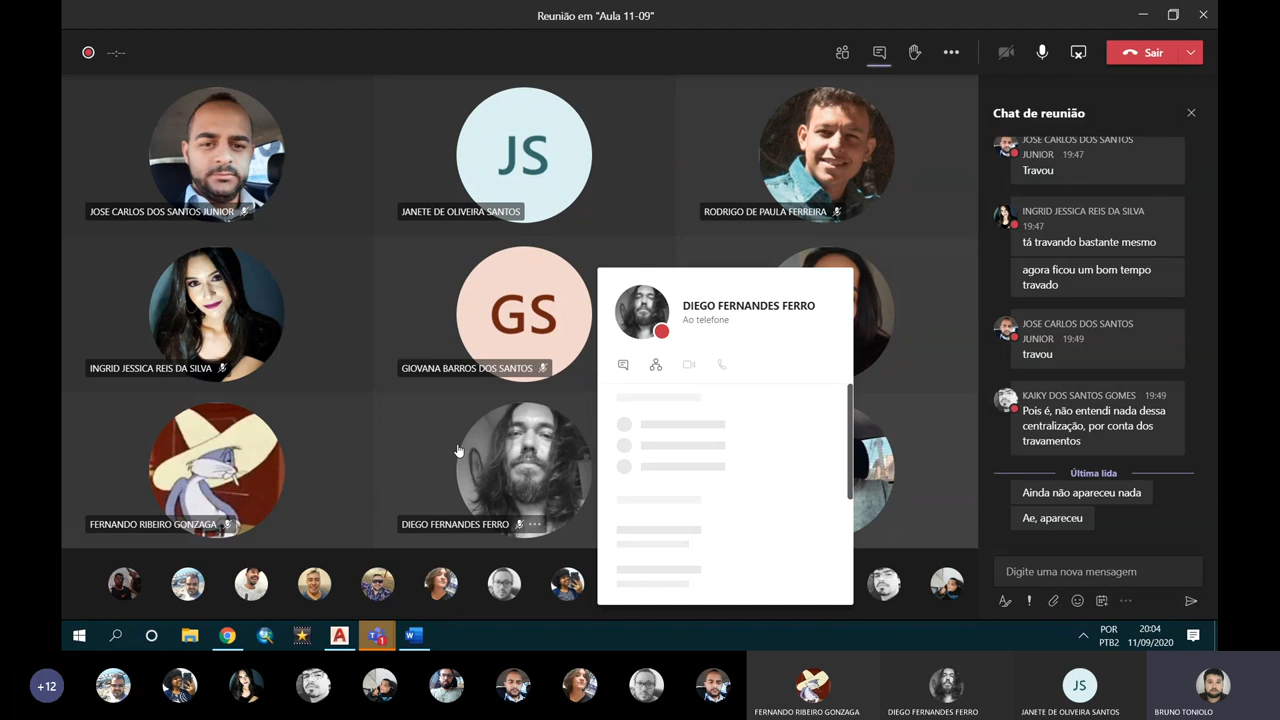 Reunião em "Aula 11-09"
--:--
Sair
JOSE CARLOS DOS SANTOS JUNIOR
JS
JANETE DE OLIVEIRA SANTOS
RODRIGO DE PAULA FERREIRA
INGRID JESSICA REIS DA SILVA
GS
GIOVANA BARROS DOS SANTOS
FERNANDO RIBEIRO GONZAGA
DIEGO FERNANDES FERRO
DIEGO FERNANDES FERRO
Ao telefone
Chat de reunião
JOSE CARLOS DOS SANTOS
JUNIOR 19:47
Travou
INGRID JESSICA REIS DA SILVA
19:47
tá travando bastante mesmo
agora ficou um bom tempo
travado
JOSE CARLOS DOS SANTOS
JUNIOR 19:49
travou
KAIKY DOS SANTOS GOMES 19:49
Pois é, não entendi nada dessa
centralização, por conta dos
travamentos
Última lida
Ainda não apareceu nada
Ae, apareceu
Digite uma nova mensagem
POR
PTB2
20:04
11/09/2020
+12
FERNANDO RIBEIRO GONZAGA
DIEGO FERNANDES FERRO
JS
JANETE DE OLIVEIRA SANTOS
BRUNO TONIOLO